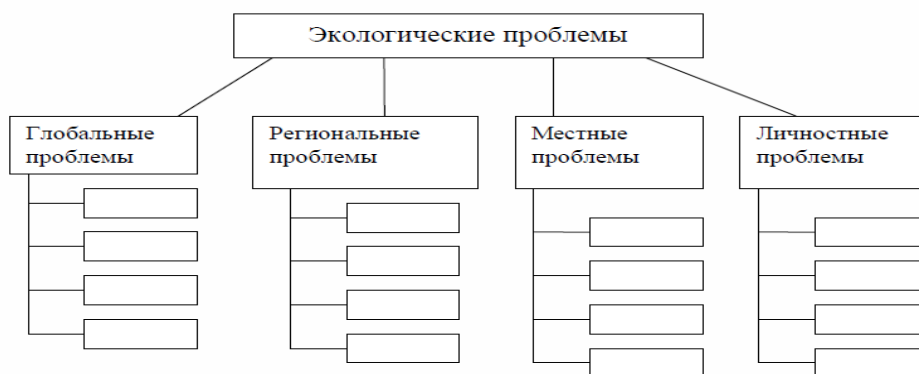 Экологические проблемы
Глобальные
проблемы
Региональные
проблемы
Местные
проблемы
Личностные
проблемы